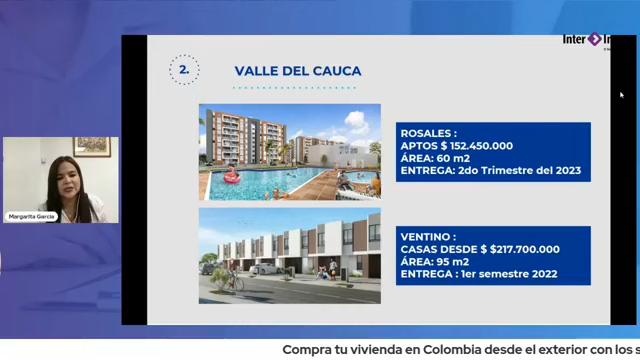 Inter
2.
VALLE DEL CAUCA
ROSALES :
APTOS $ 152.450.000
ÁREA: 60 m2
ENTREGA: 2do Trimestre del 2023
Margarita Garcia
VENTINO :
CASAS DESDE $ $217.700.000
ÁREA: 95 m2
ENTREGA : 1er semestre 2022
Compra tu vivienda en Colombia desde el exterior con los s